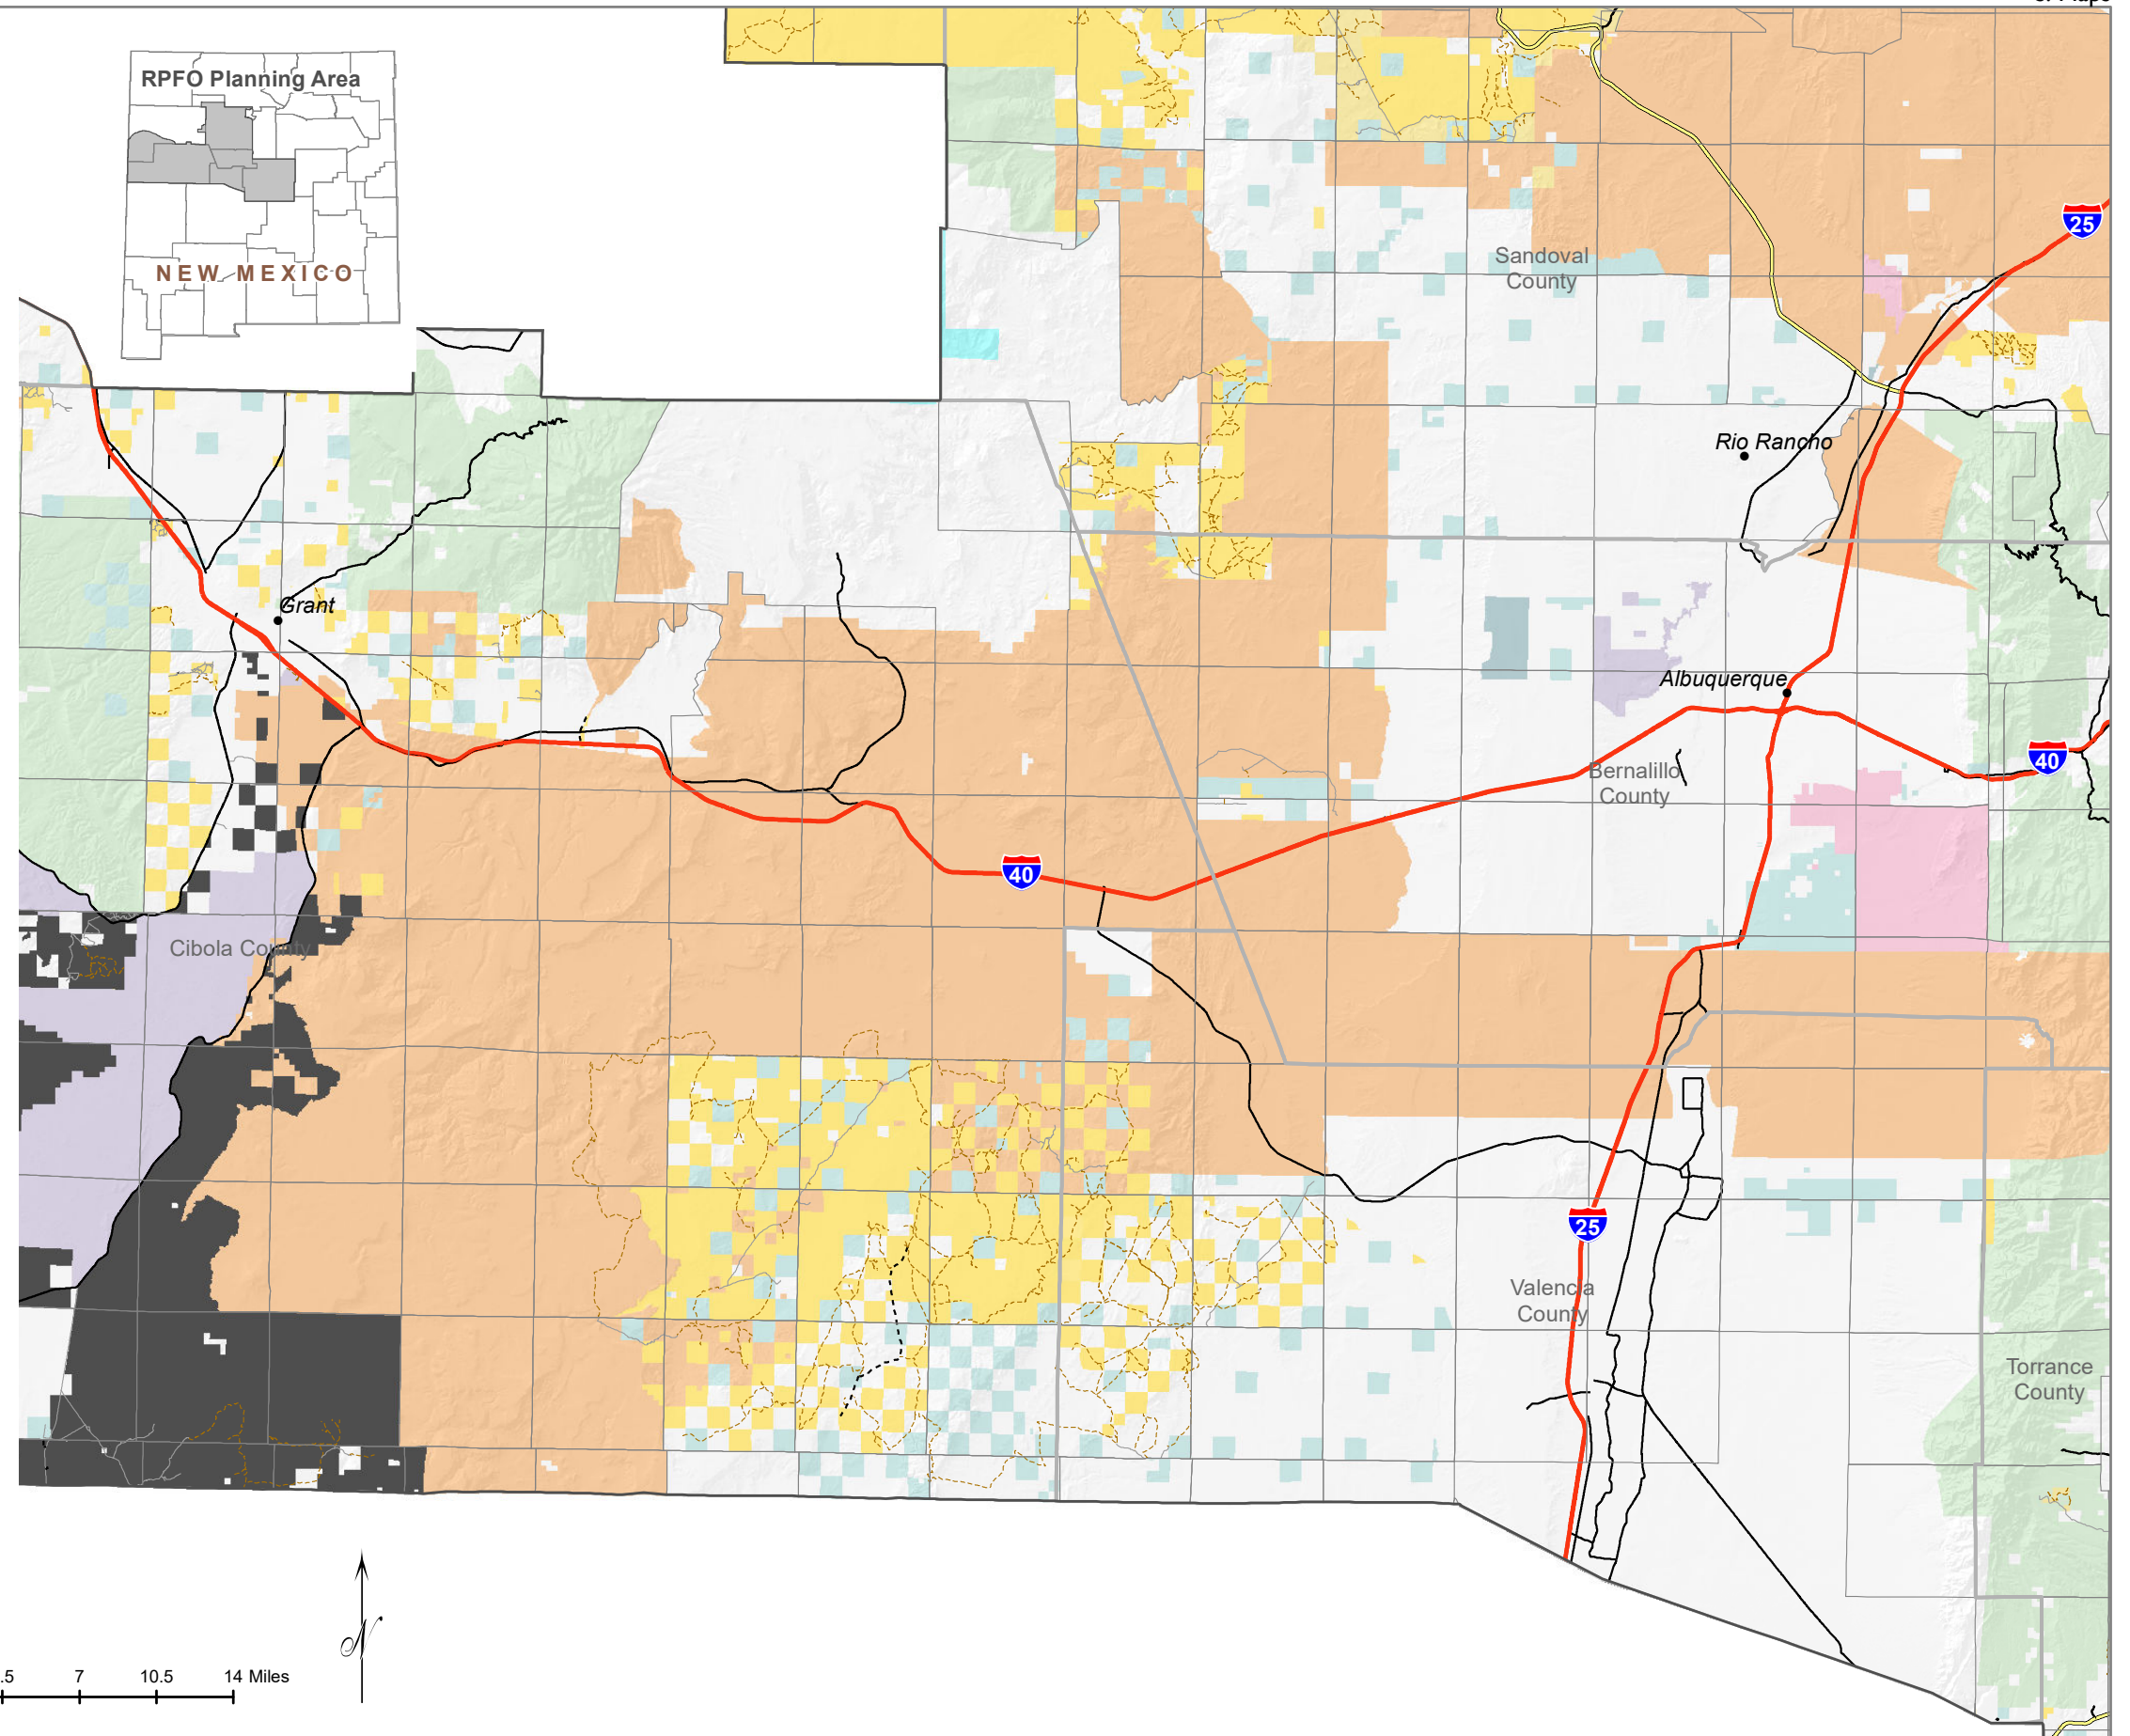 RPFO Planning Area
NEW MEXICO
25
Sandoval
County
Rio Rancho
Grant
Albuquerque
40
Bernalillo
County
40
Cibola County
25
Valencia
County
Torrance
County
N
7
10.5
14 Miles